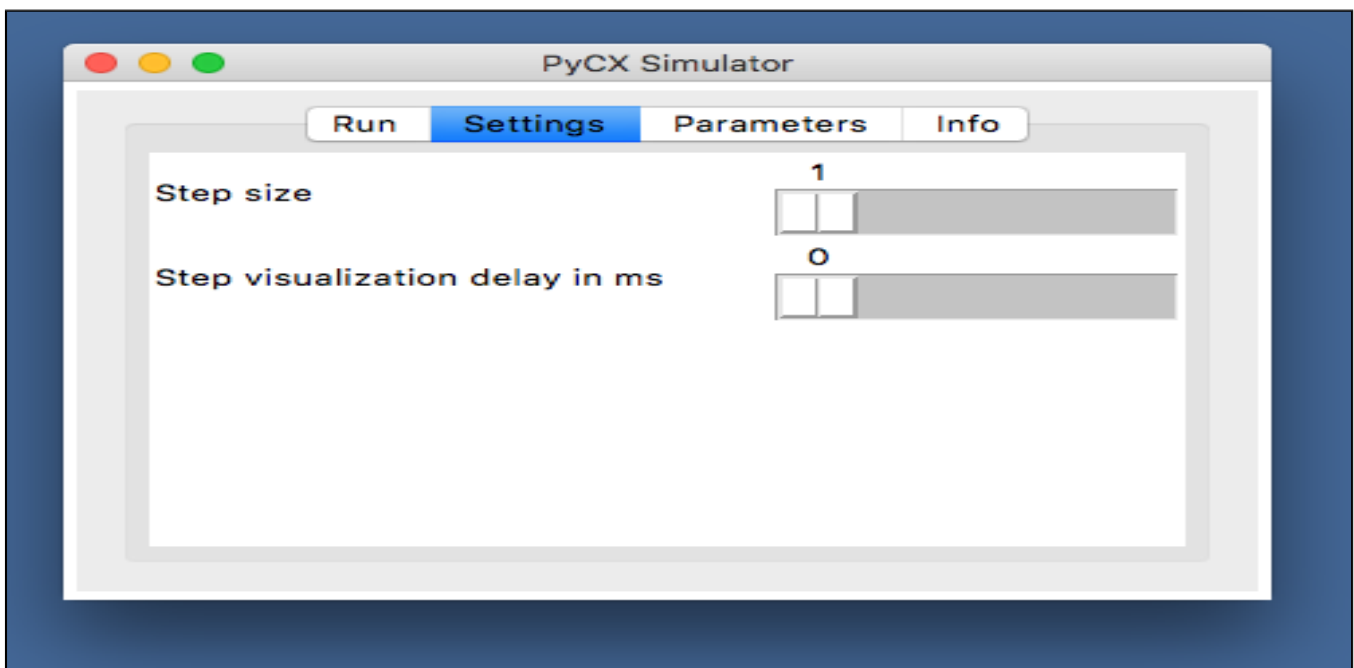 PyCX Simulator
Run Settings Parameters Info
1
Step size
0
Step visualization delay in ms